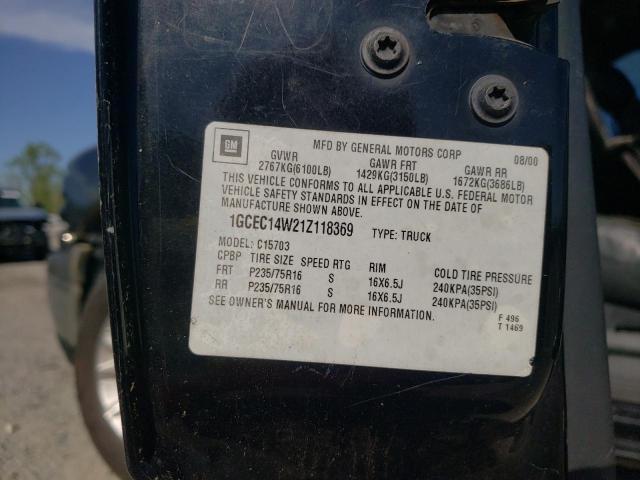 GM
MFD BY GENERAL MOTORS CORP 08/00
GVWR GAWR FRT GAWR RR
2767KG(6100LB) 1429KG(3150LB) 1672KG(3686LB)
THIS VEHICLE CONFORMS TO ALL APPLICABLE U.S. FEDERAL MOTOR
VEHICLE SAFETY STANDARDS IN EFFECT ON THE DATE OF
MANUFACTURE SHOWN ABOVE.
1GCEC14W21Z118369 TYPE: TRUCK
MODEL: C15703
CPBP TIRE SIZE SPEED RTG RIM COLD TIRE PRESSURE
FRT P235/75R16 S 16X6.5J 240KPA(35PSI)
RR P235/75R16 S 16X6.5J 240KPA(35PSI)
SEE OWNER'S MANUAL FOR MORE INFORMATION.
F 496
T 1469